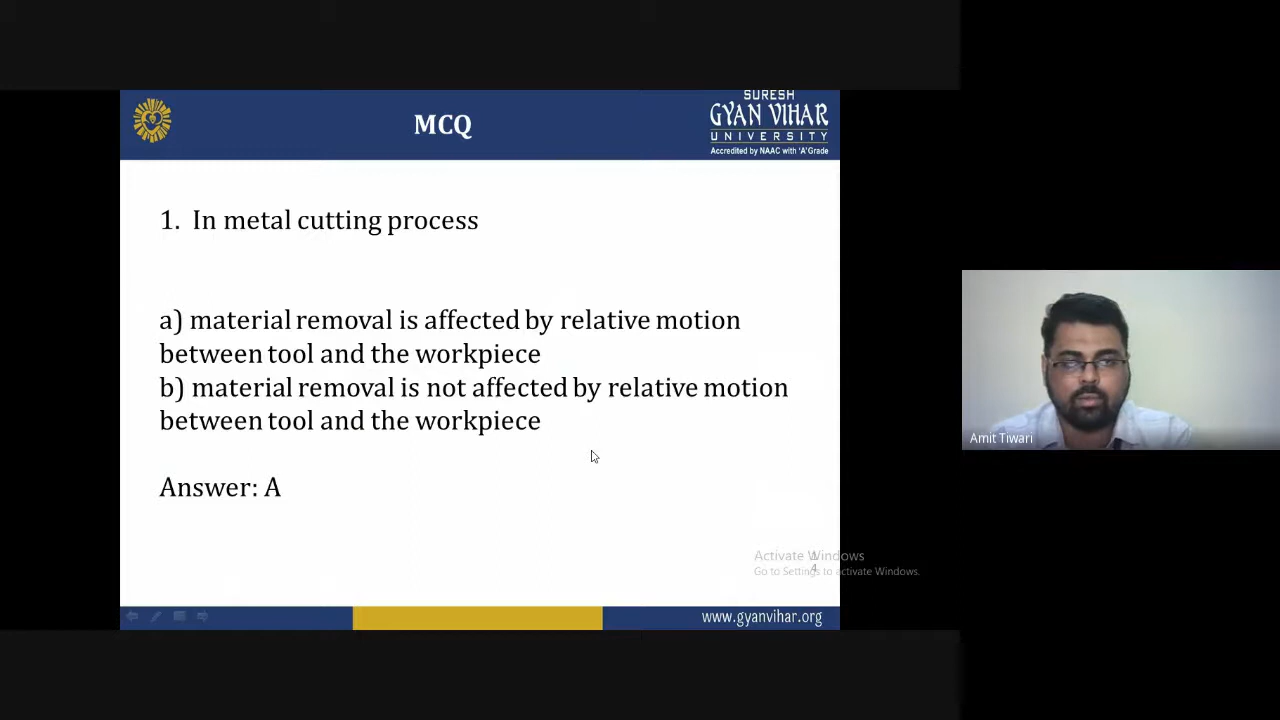 SURESH
GYAN VIHAR
UNIVERSITY
Accredited by NAAC with 'A' Grade
MCQ
1. In metal cutting process
a) material removal is affected by relative motion
between tool and the workpiece
b) material removal is not affected by relative motion
between tool and the workpiece
Answer: A
Amit Tiwari
Activate Windows
Go to Settings to activate Windows.
4
www.gyanvihar.org